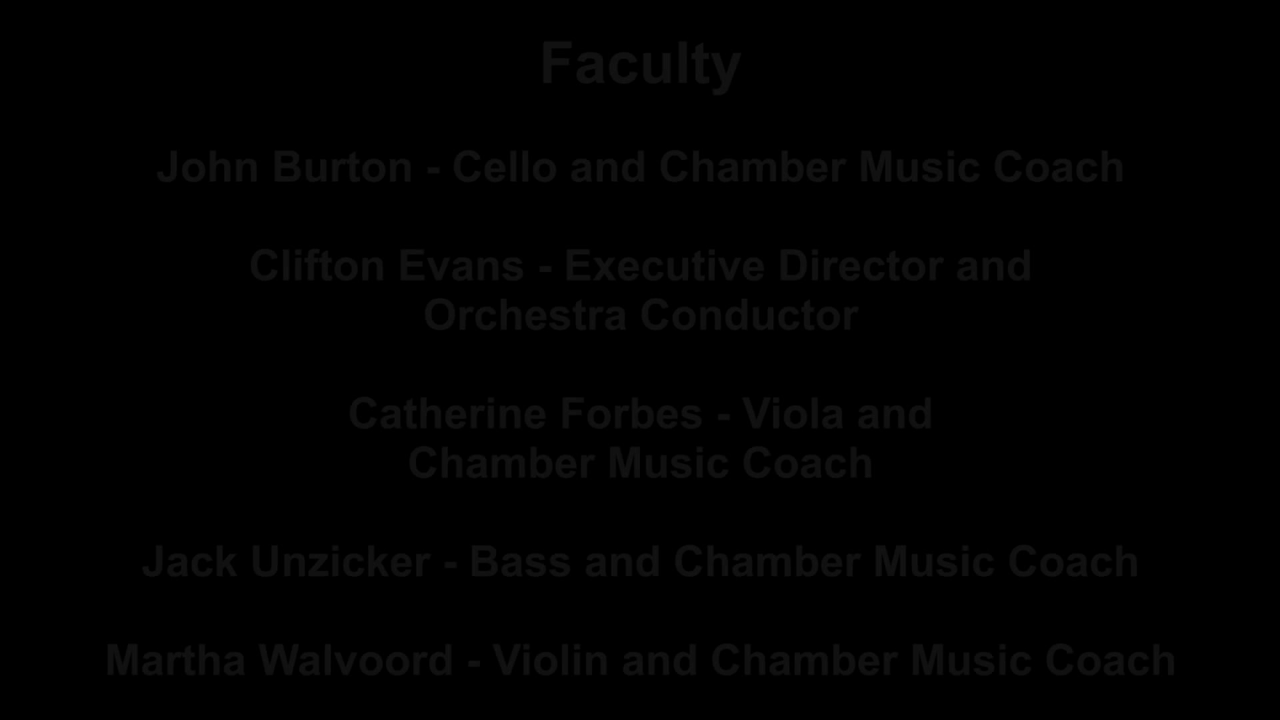 Faculty
John Burton - Cello and Chamber Music Coach
Clifton Evans - Executive Director and
Orchestra Conductor
Catherine Forbes - Viola and
Chamber Music Coach
Jack Unzicker - Bass and Chamber Music Coach
Martha Walvoord - Violin and Chamber Music Coach